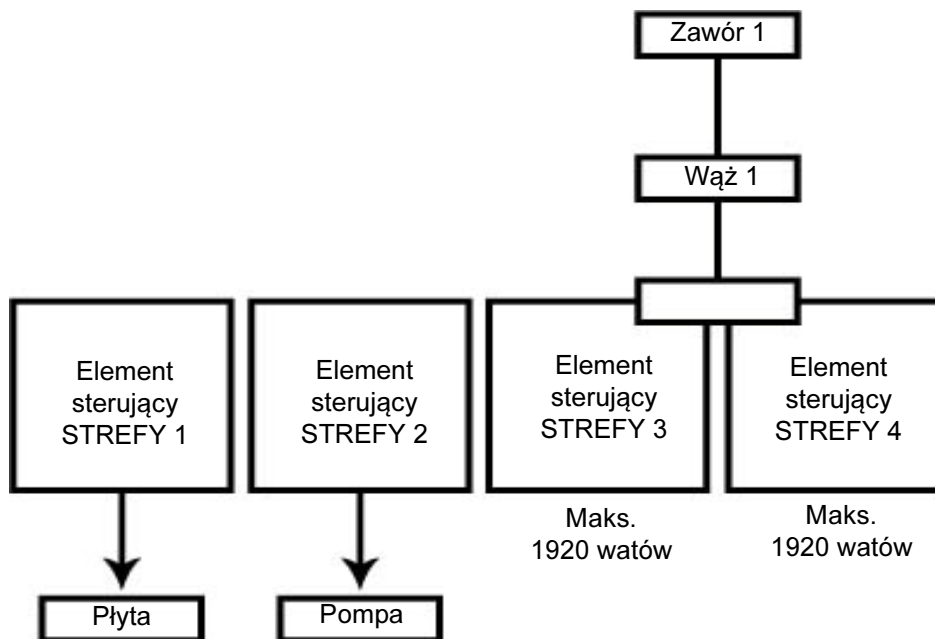 Zawór 1
Wąż 1
Element
sterujący
STREFY 1
Element
sterujący
STREFY 2
Element
sterujący
STREFY 3
Element
sterujący
STREFY 4
Maks.
1920 watów
Maks.
1920 watów
Płyta
Pompa